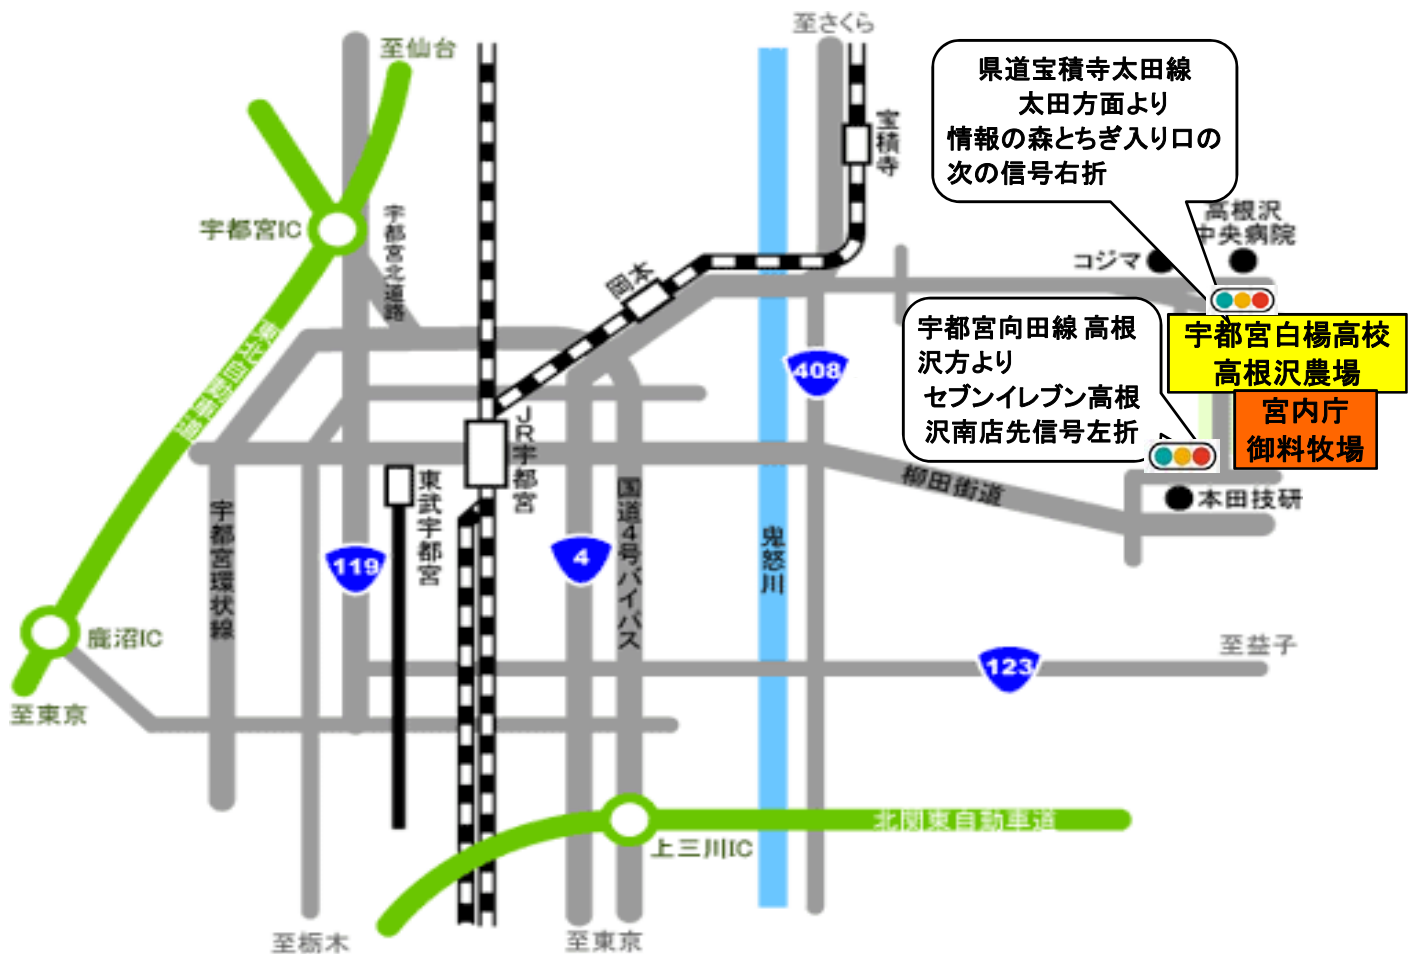 至さくら
至仙台
県道宝積寺太田線
太田方面より
情報の森とちぎ入り口の
次の信号右折
宝積寺
宇都宮IC
宇都宮北道路
高根沢
中央病院
コジマ
岡本
宇都宮向田線 高根
沢方より
セブンイレブン高根
沢南店先信号左折
宇都宮白楊高校
高根沢農場
宮内庁
御料牧場
408
東北自動車道
JR宇都宮
東武宇都宮
柳田街道
本田技研
宇都宮環状線
119
4
国道4号バイパス
鬼怒川
鹿沼IC
123
至益子
至東京
北関東自動車道
上三川IC
至栃木
至東京